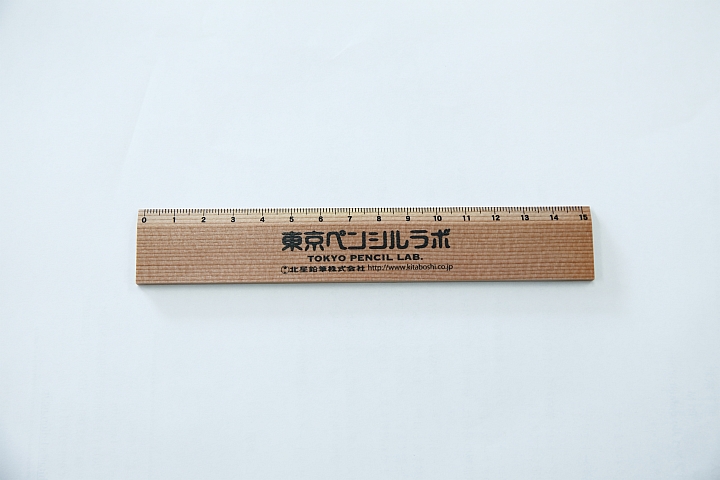 0 1 2 3 4 5 6 7 8 9 10 11 12 13 14 15
東京ペンシルラボ
TOKYO PENCIL LAB.
北星鉛筆株式会社 http://www.kitaboshi.co.jp